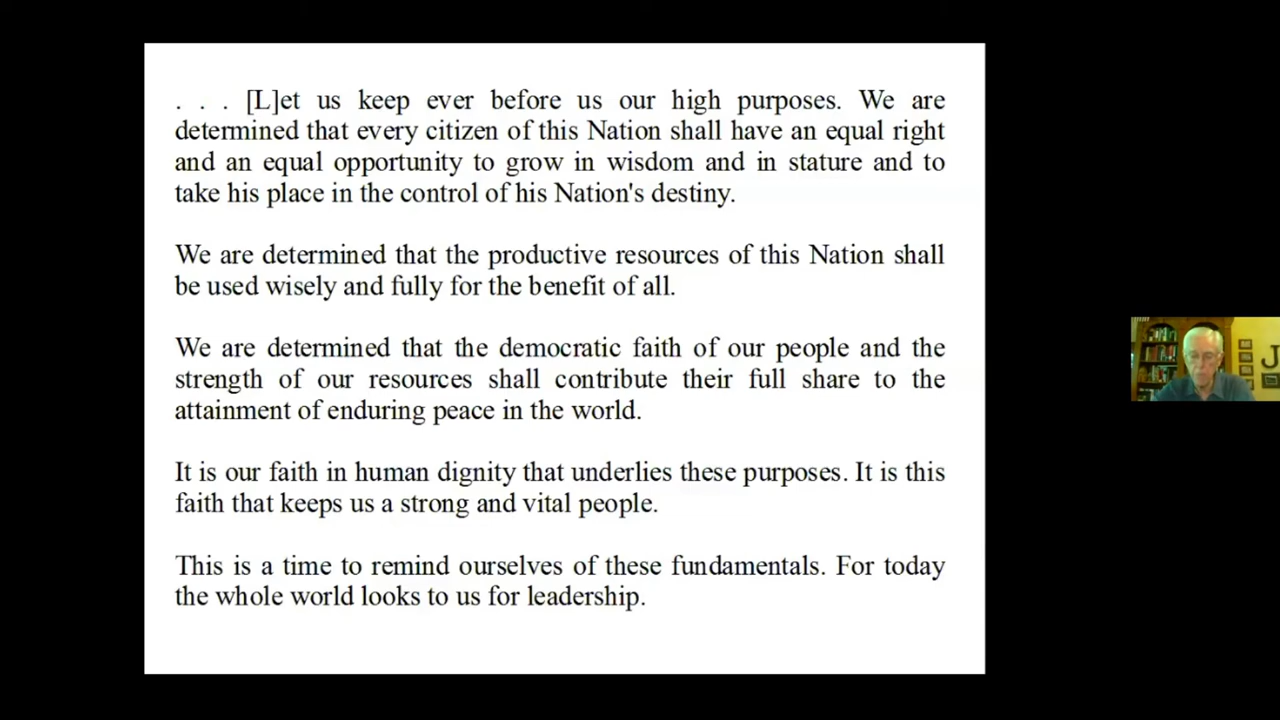 . . . [L]et us keep ever before us our high purposes. We are
determined that every citizen of this Nation shall have an equal right
and an equal opportunity to grow in wisdom and in stature and to
take his place in the control of his Nation's destiny.
We are determined that the productive resources of this Nation shall
be used wisely and fully for the benefit of all.
We are determined that the democratic faith of our people and the
strength of our resources shall contribute their full share to the
attainment of enduring peace in the world.
It is our faith in human dignity that underlies these purposes. It is this
faith that keeps us a strong and vital people.
This is a time to remind ourselves of these fundamentals. For today
the whole world looks to us for leadership.
J